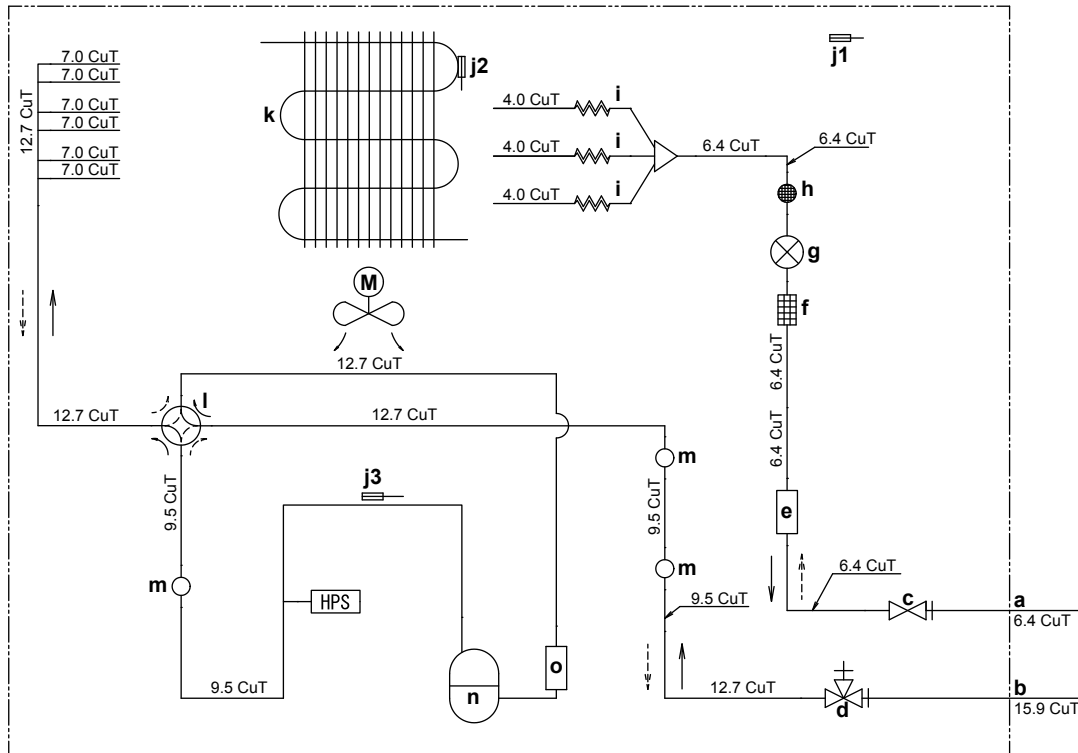 7.0 CuT
7.0 CuT
7.0 CuT
7.0 CuT
7.0 CuT
7.0 CuT
12.7 CuT
k
j2
j1
4.0 CuT
i
4.0 CuT
i
4.0 CuT
i
6.4 CuT
6.4 CuT
h
g
f
M
6.4 CuT
12.7 CuT
12.7 CuT
l
12.7 CuT
6.4 CuT
m
9.5 CuT
j3
9.5 CuT
e
m
m
6.4 CuT
HPS
9.5 CuT
c
a
6.4 CuT
o
9.5 CuT
n
12.7 CuT
d
b
15.9 CuT